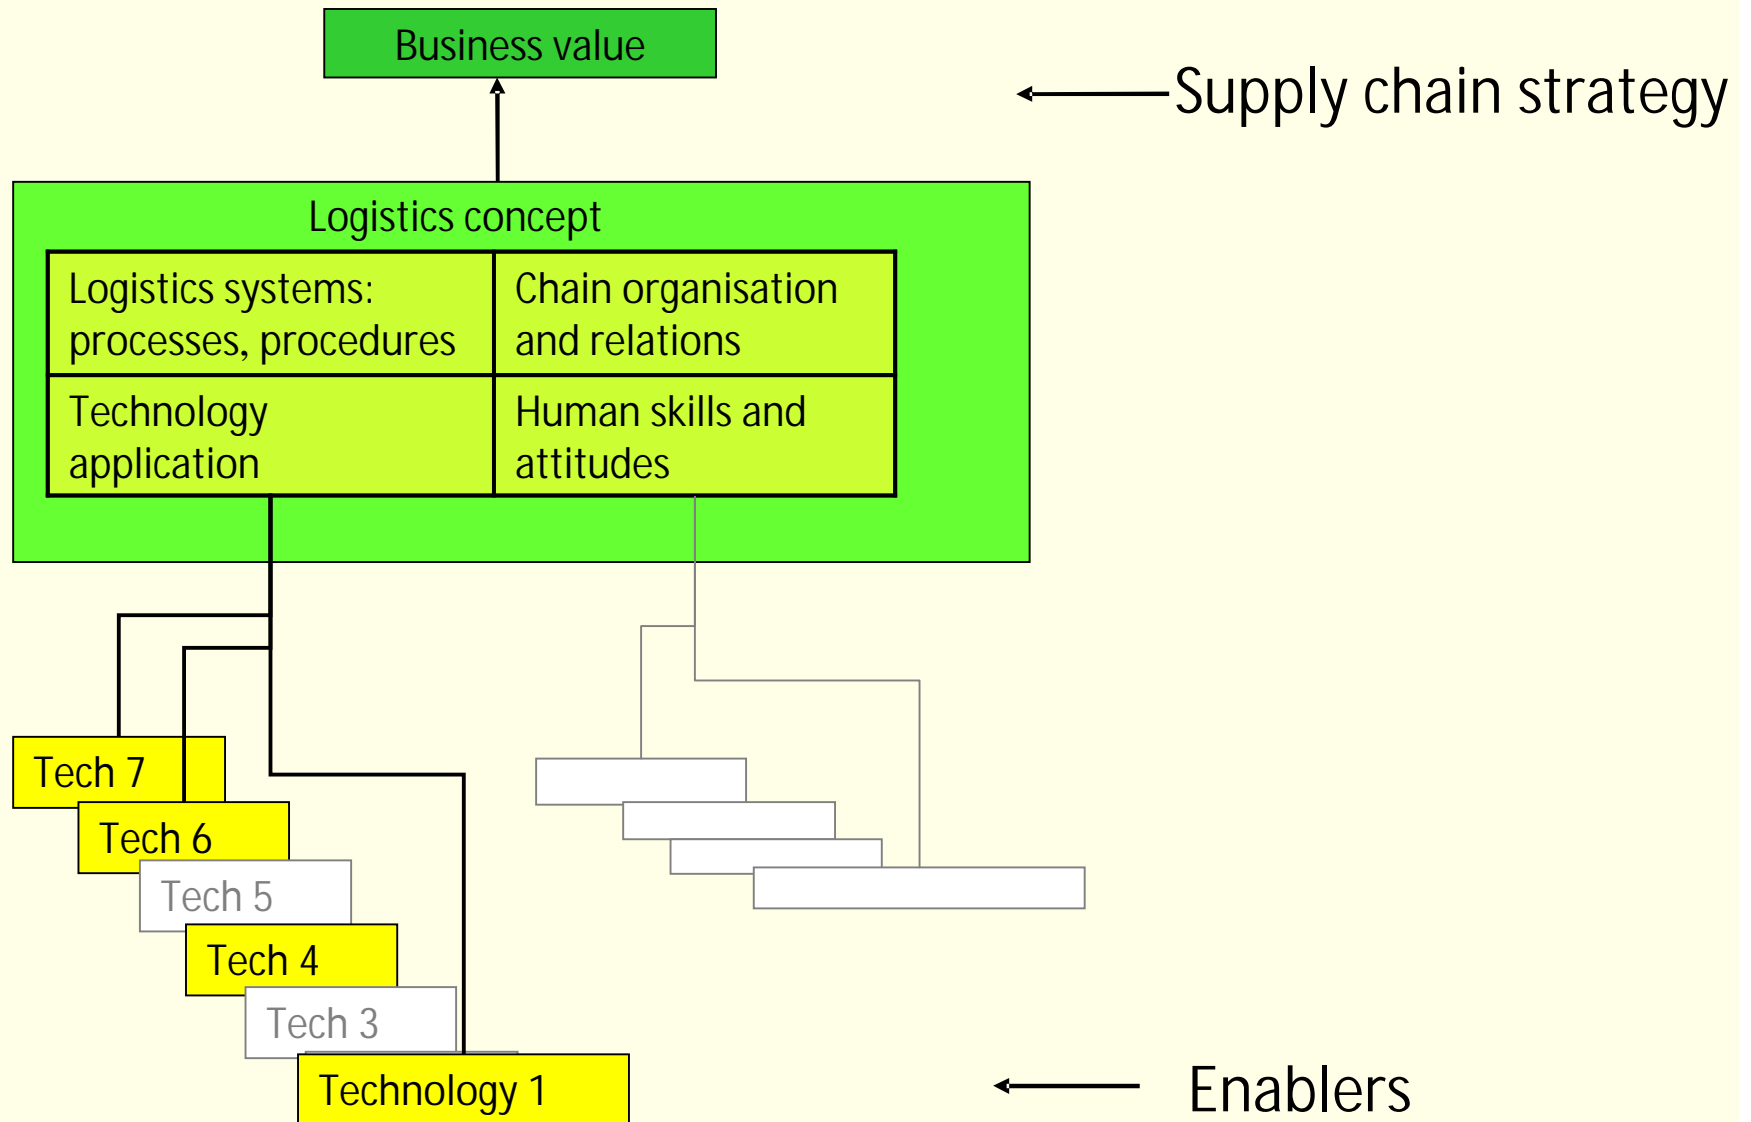 Business value
Supply chain strategy
Logistics concept
Logistics systems:
processes, procedures
Chain organisation
and relations
Technology
application
Human skills and
attitudes
Tech 7
Tech 6
Tech 5
Tech 4
Tech 3
Technology 1
Enablers